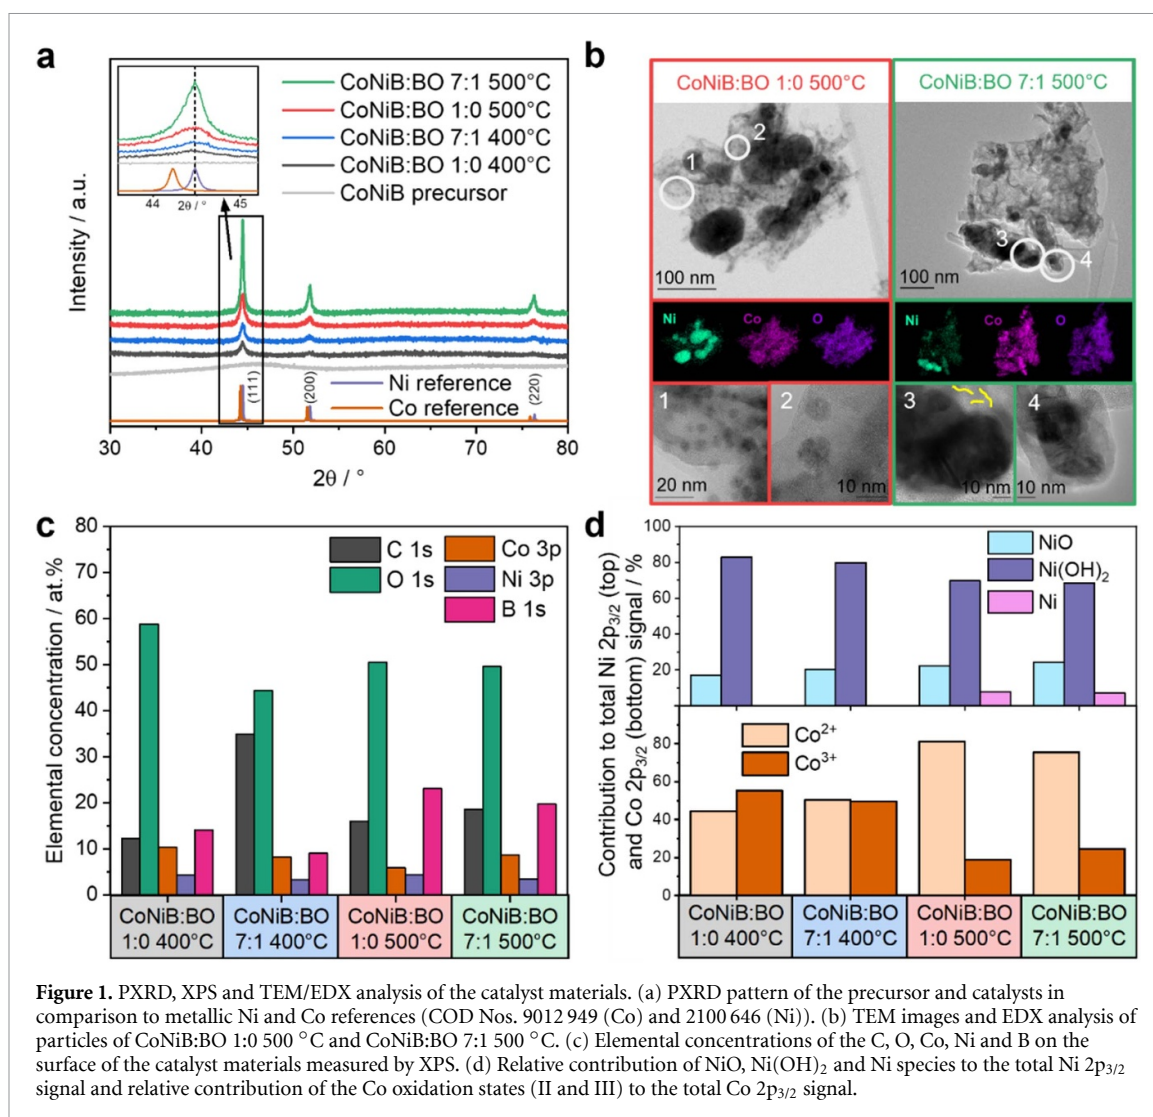 a
CoNiB:BO 7:1 500°C
CoNiB:BO 1:0 500°C
CoNiB:BO 7:1 400°C
CoNiB:BO 1:0 400°C
CoNiB precursor
44 2θ / ° 45
Intensity / a.u.
Ni reference
Co reference
(111)
(200)
(220)
30 40 50 60 70 80
2θ / °
b
CoNiB:BO 1:0 500°C
CoNiB:BO 7:1 500°C
1
2
100 nm
3
4
100 nm
Ni Co O
Ni Co O
1
20 nm
2
10 nm
3
10 nm
4
10 nm
c
Elemental concentration / at.%
80
70
60
50
40
30
20
10
0
C 1s
O 1s
Co 3p
Ni 3p
B 1s
CoNiB:BO
1:0 400°C
CoNiB:BO
7:1 400°C
CoNiB:BO
1:0 500°C
CoNiB:BO
7:1 500°C
d
Contribution to total Ni 2p3/2 (top)
and Co 2p3/2 (bottom) signal / %
100
80
60
40
20
NiO
Ni(OH)2
Ni
80
60
40
20
0
Co2+
Co3+
CoNiB:BO
1:0 400°C
CoNiB:BO
7:1 400°C
CoNiB:BO
1:0 500°C
CoNiB:BO
7:1 500°C
Figure 1. PXRD, XPS and TEM/EDX analysis of the catalyst materials. (a) PXRD pattern of the precursor and catalysts in
comparison to metallic Ni and Co references (COD Nos. 9012 949 (Co) and 2100 646 (Ni)). (b) TEM images and EDX analysis of
particles of CoNiB:BO 1:0 500 °C and CoNiB:BO 7:1 500 °C. (c) Elemental concentrations of the C, O, Co, Ni and B on the
surface of the catalyst materials measured by XPS. (d) Relative contribution of NiO, Ni(OH)2 and Ni species to the total Ni 2p3/2
signal and relative contribution of the Co oxidation states (II and III) to the total Co 2p3/2 signal.